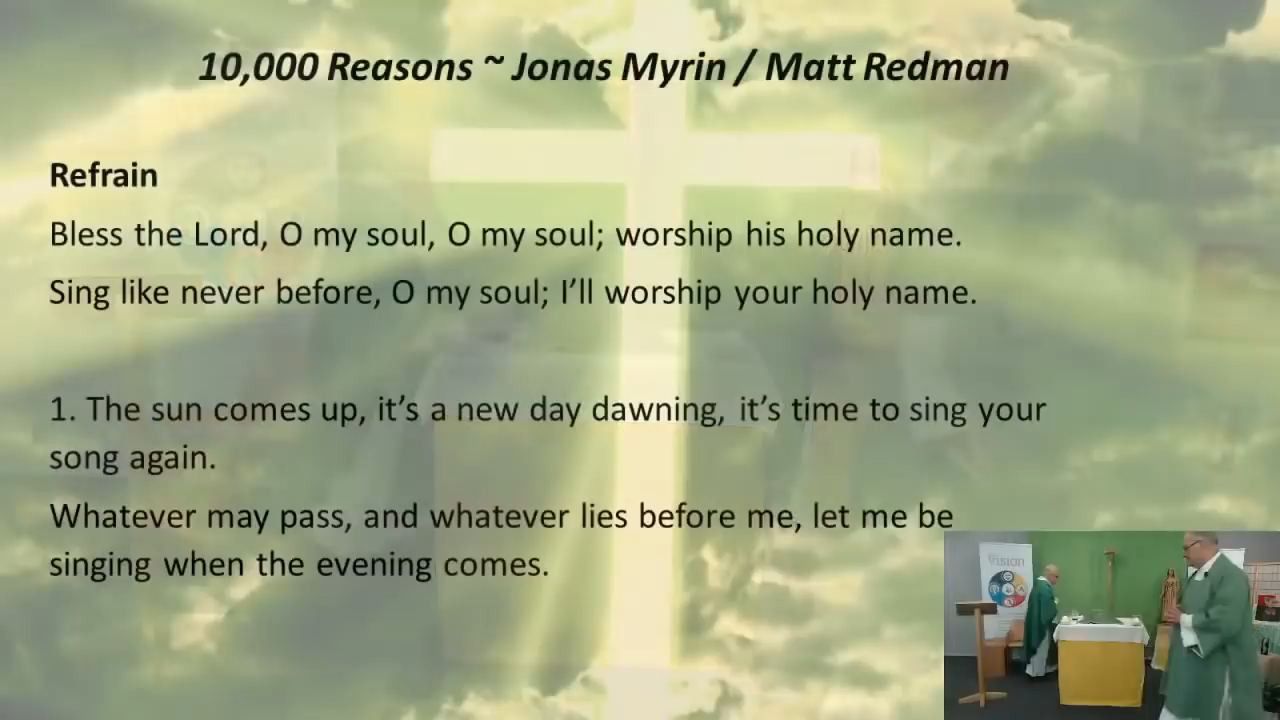 10,000 Reasons ~ Jonas Myrin / Matt Redman
Refrain
Bless the Lord, O my soul, O my soul; worship his holy name.
Sing like never before, O my soul; I’ll worship your holy name.
1. The sun comes up, it’s a new day dawning, it’s time to sing your
song again.
Whatever may pass, and whatever lies before me, let me be
singing when the evening comes.
Vision